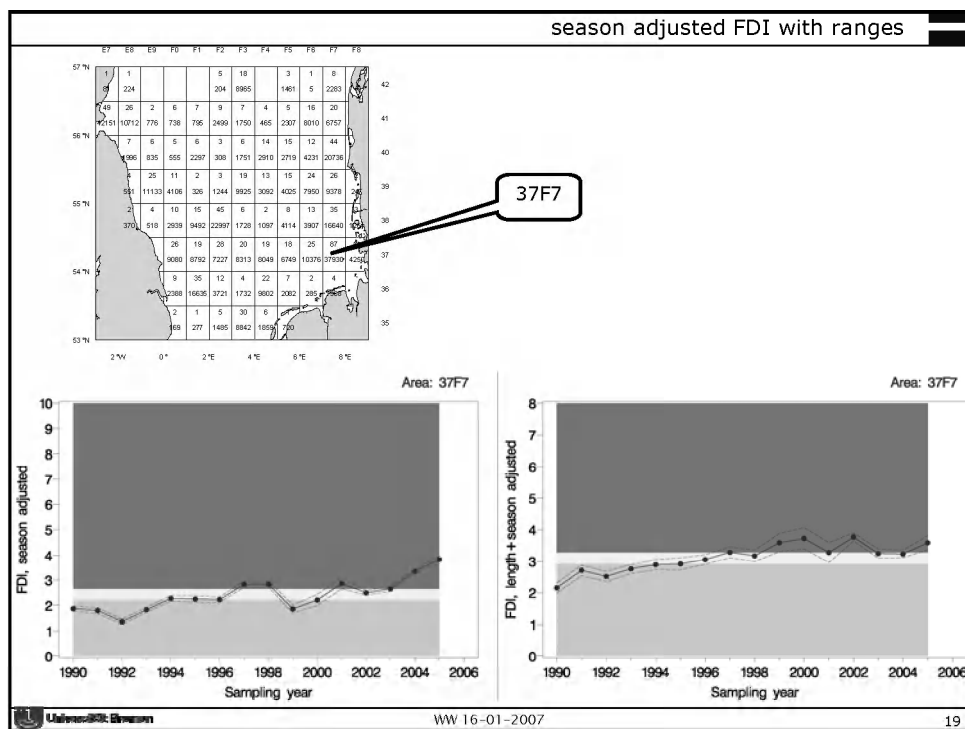 season adjusted FDI with ranges
E7 E8 E9 F0 F1 F2 F3 F4 F5 F6 F7 F8
57 °N
1 1 5 18 3 1 8
42
224 204 8965 1461 5 2283
49 26 2 6 7 9 7 4 5 16 20
41
10712 776 738 795 2499 1750 465 2307 8010 6757
56 °N
7 6 5 6 3 6 14 15 12 44
40
835 555 2297 308 1751 2910 2719 4231 20736
4 25 11 2 3 19 13 15 24 26
39
551 11133 4106 326 1244 9925 3092 4025 7950 9378
55 °N
2 4 10 15 45 6 2 8 13 35
38
370 518 2939 9492 22997 1728 1097 4114 3907 16640
26 19 28 20 19 18 25 87
37
9080 8792 7227 8313 8049 6749 10376 37930
54 °N
9 35 12 4 22 7 2 4
36
2388 16635 3721 1732 9802 2082 285
2 1 5 30 6
35
169 277 1485 8842 1859 720
53 °N
2 °W 0 ° 2 °E 4 °E 6 °E 8 °E
37F7
Area: 37F7
FDI, season adjusted
10
9
8
7
6
5
4
3
2
1
0
1990 1992 1994 1996 1998 2000 2002 2004 2006
Sampling year
Area: 37F7
FDI, length+season adjusted
8
7
6
5
4
3
2
1
0
1990 1992 1994 1996 1998 2000 2002 2004 2006
Sampling year
Universität Bremen
WW 16-01-2007
19